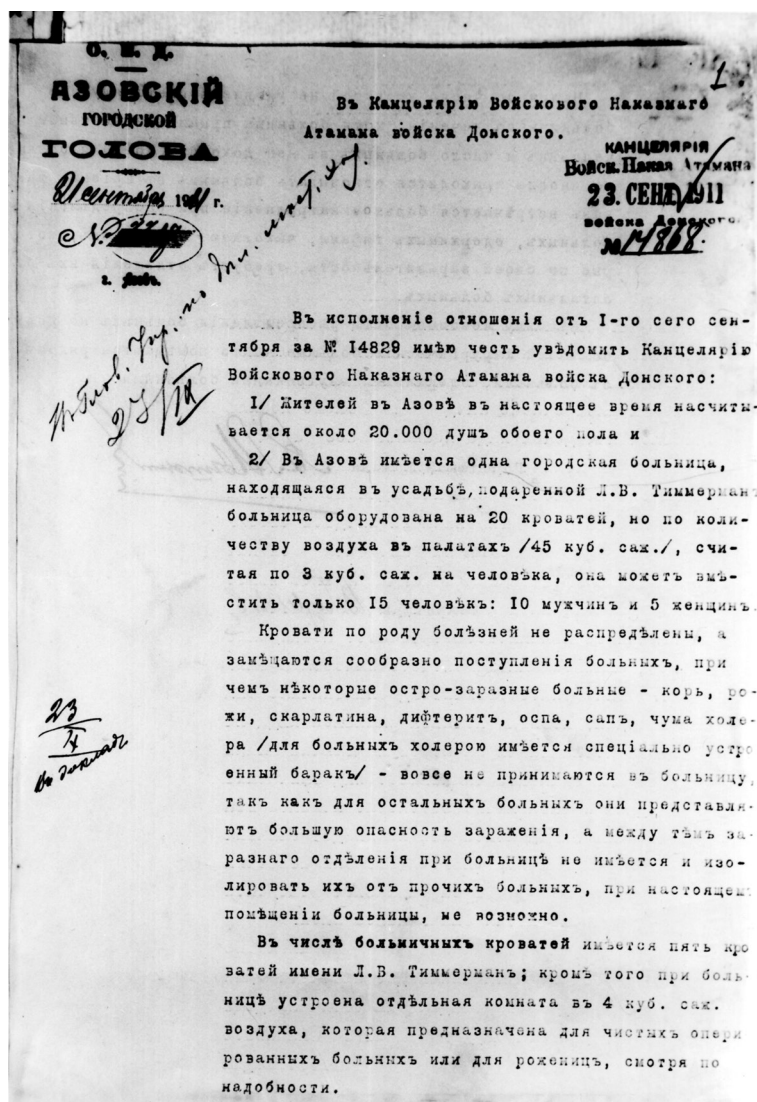 О. В. Д.
АЗОВСКІЙ
ГОРОДСКОЙ
ГОЛОВА
21 сентября 1911 г.
№
г. Азовъ.
1.
Въ Канцелярію Войскового Наказнаго
Атамана войска Донского.
КАНЦЕЛЯРІЯ
Войск. Наказ. Атамана
23. СЕН. 1911
войска Донского.
№ 14868.
27/IX
Въ исполненіе отношенія отъ I-го сего сен-
тября за № 14829 имѣю честь увѣдомить Канцелярію
Войскового Наказнаго Атамана войска Донского:
1/ Жителей въ Азовѣ въ настоящее время насчиты-
вается около 20.000 душъ обоего пола и
2/ Въ Азовѣ имѣется одна городская больница,
находящаяся въ усадьбѣ, подаренной Л.В. Тиммерманъ
больница оборудована на 20 кроватей, но по коли-
честву воздуха въ палатахъ /45 куб. саж./, счи-
тая по 3 куб. саж. на человѣка, она можетъ вмѣ-
стить только 15 человѣкъ: 10 мужчинъ и 5 женщинъ.
Кровати по роду болѣзней не распредѣлены, а
замѣщаются сообразно поступленія больныхъ, при
чемъ нѣкоторые остро-заразные больные - корь, ро-
жи, скарлатина, дифтеритъ, оспа, сапъ, чума холе-
ра /для больныхъ холерою имѣется спеціально устро
енный баракъ/ - вовсе не принимаются въ больницу,
такъ какъ для остальныхъ больныхъ они представля-
ютъ большую опасность зараженія, а между тѣмъ за-
разнаго отдѣленія при больницѣ не имѣется и изо-
лировать ихъ отъ прочихъ больныхъ, при настоящемъ
помѣщеніи больницы, не возможно.
23
X
въ докладъ
Въ числѣ больничныхъ кроватей имѣется пять кро
ватей имени Л.В. Тиммерманъ; кромѣ того при боль-
ницѣ устроена отдѣльная комната въ 4 куб. саж.
воздуха, которая предназначена для чистыхъ опери
рованныхъ больныхъ или для роженицъ, смотря по
надобности.